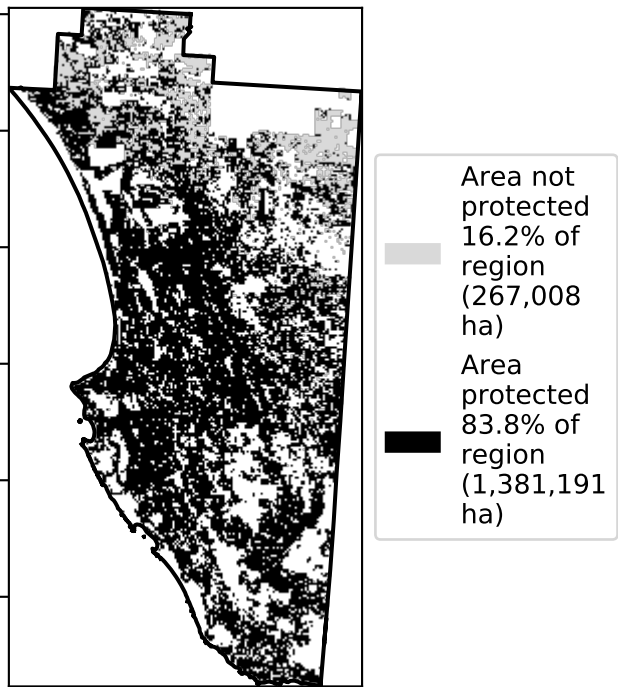 Area not
protected
16.2% of
region
(267,008
ha)
Area
protected
83.8% of
region
(1,381,191
ha)